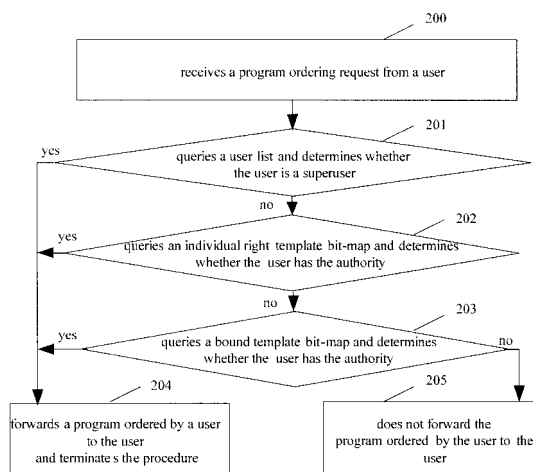 200
receives a program ordering request from a user
201
yes
queries a user list and determines whether
the user is a superuser
no
202
yes
queries an individual right template bit-map and determines
whether the user has the authority
no
203
yes
queries a bound template bit-map and determines
whether the user has the authority
no
204
205
forwards a program ordered by a user
to the user
and terminates the procedure
does not forward the
program ordered by the user to the
user